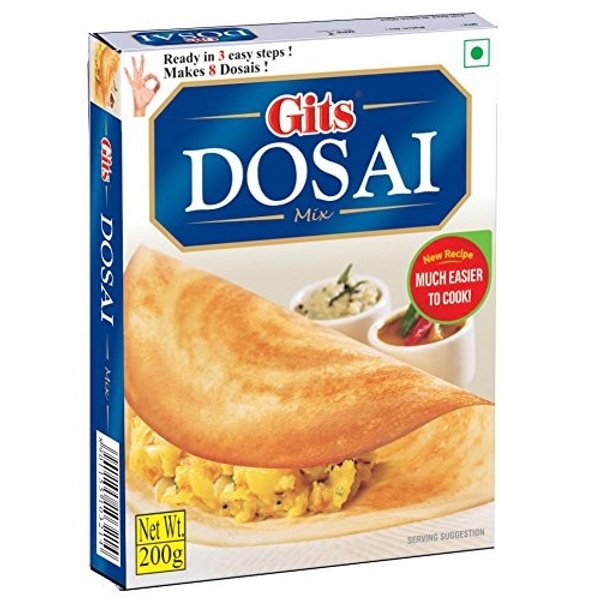 Ready in 3 easy steps !
Makes 8 Dosais !
Gits
DOSAI
Mix
New Recipe
MUCH EASIER
TO COOK!
Net Wt.
200g
SERVING SUGGESTION
Gits
DOSAI
Mix